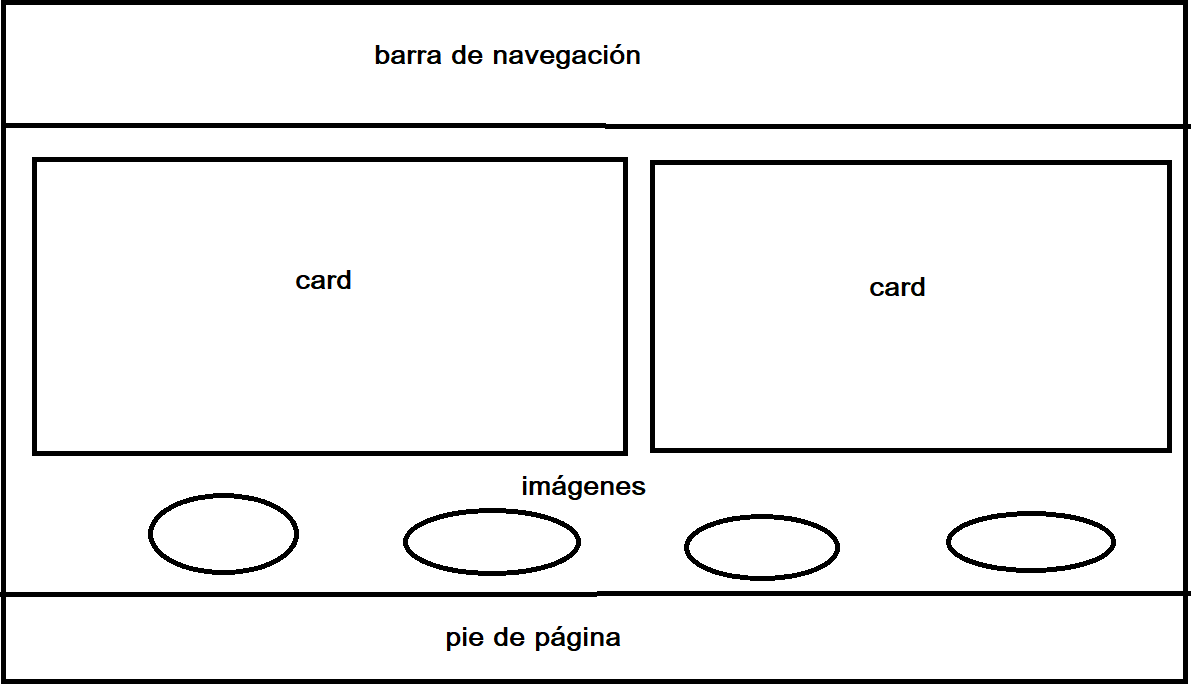 barra de navegación
card
card
imágenes
pie de página